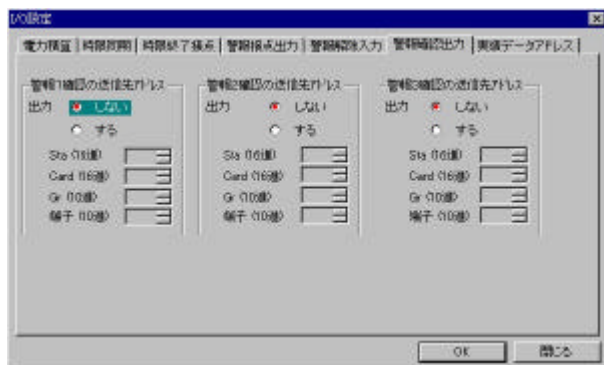 I/O設定
電力積算 時限同期 時限終了接点 警報接点出力 警報解除入力 警報確認出力 実績データアドレス
警報1確認の送信先アドレス 警報2確認の送信先アドレス 警報3確認の送信先アドレス
出力 しない 出力 しない 出力 しない
する する する
Sta (16進) Sta (16進) Sta (16進)
Card (16進) Card (16進) Card (16進)
Gr (10進) Gr (10進) Gr (10進)
端子 (10進) 端子 (10進) 端子 (10進)
OK 閉じる